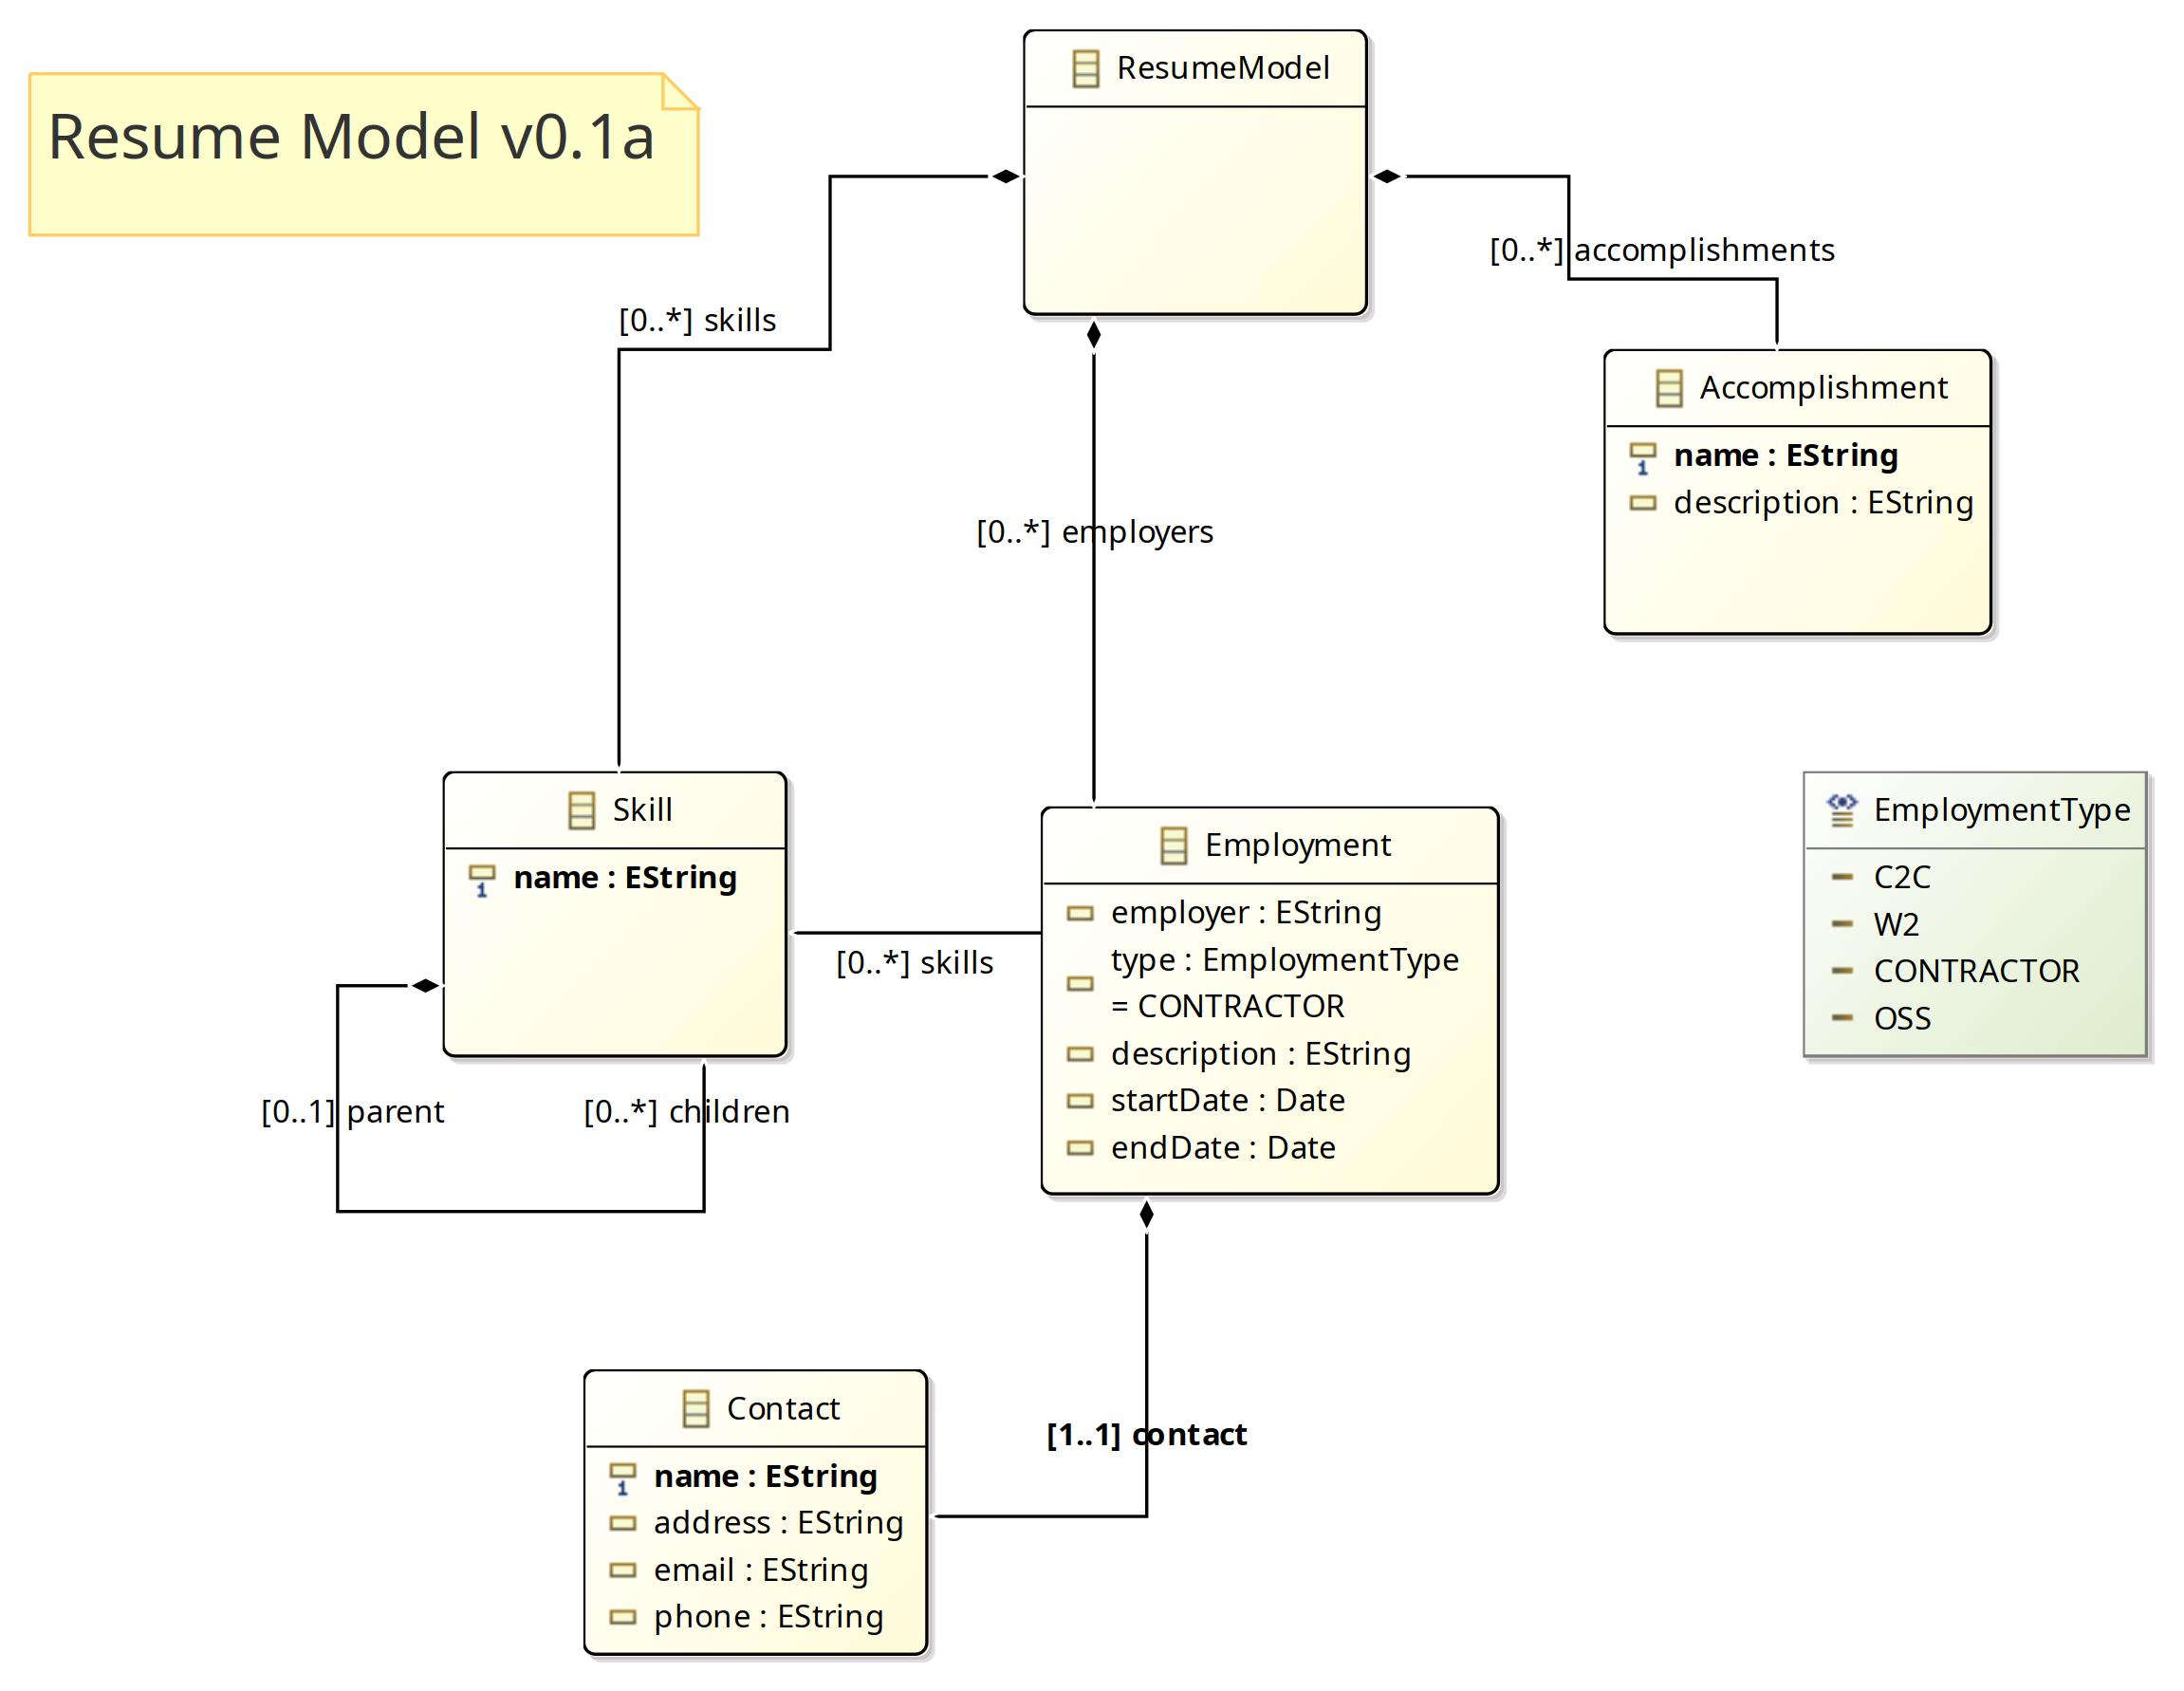 Resume Model v0.1a
ResumeModel
[0..*] skills
[0..*] employers
[0..*] accomplishments
Accomplishment
name : EString
description : EString
Skill
name : EString
[0..*] skills
[0..1] parent
[0..*] children
Employment
employer : EString
type : EmploymentType
= CONTRACTOR
description : EString
startDate : Date
endDate : Date
EmploymentType
C2C
W2
CONTRACTOR
OSS
[1..1] contact
Contact
name : EString
address : EString
email : EString
phone : EString